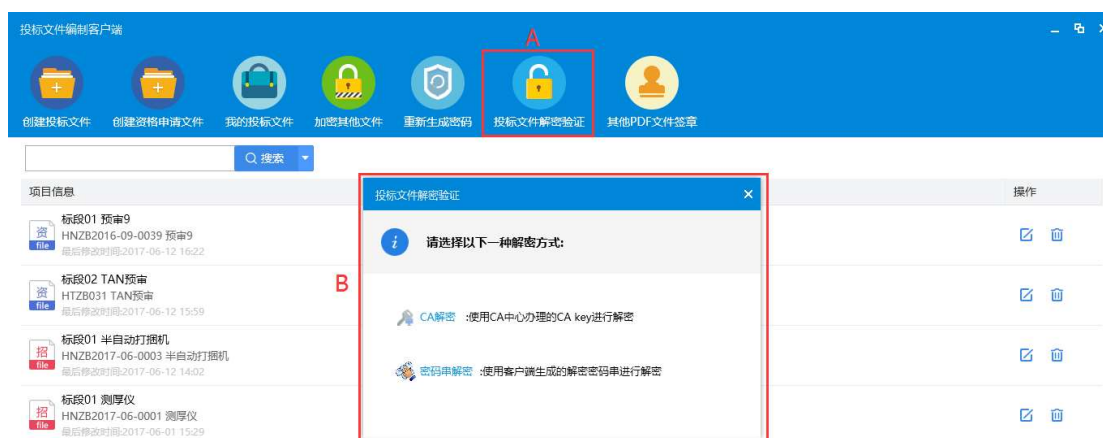 投标文件编制客户端
A
创建投标文件 创建资格申请文件 我的投标文件 加密其他文件 重新生成密码 投标文件解密验证 其他PDF文件签章
搜索
项目信息 操作
资 file
标段01 预审9
HNZB2016-09-0039 预审9
最后修改时间:2017-06-12 16:22
资 file
标段02 TAN预审
HTZB031 TAN预审
最后修改时间:2017-06-12 15:59
招 file
标段01 半自动打捆机
HNZB2017-06-0003 半自动打捆机
最后修改时间:2017-06-12 14:02
招 file
标段01 测厚仪
HNZB2017-06-0001 测厚仪
最后修改时间:2017-06-01 15:29
B
投标文件解密验证
请选择以下一种解密方式:
CA解密 :使用CA中心办理的CA key进行解密
密码串解密 :使用客户端生成的解密密码串进行解密